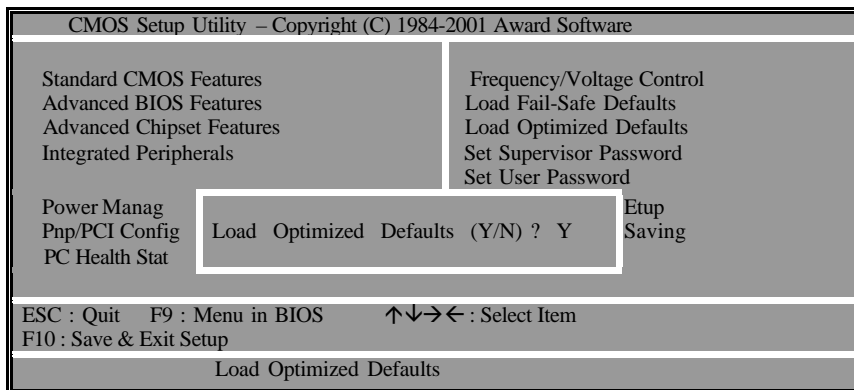 CMOS Setup Utility – Copyright (C) 1984-2001 Award Software
Standard CMOS Features
Advanced BIOS Features
Advanced Chipset Features
Integrated Peripherals
Power Manag
Pnp/PCI Config
PC Health Stat
Frequency/Voltage Control
Load Fail-Safe Defaults
Load Optimized Defaults
Set Supervisor Password
Set User Password
Etup
Saving
Load Optimized Defaults (Y/N) ? Y
ESC : Quit F9 : Menu in BIOS ↑↓→← : Select Item
F10 : Save & Exit Setup
Load Optimized Defaults